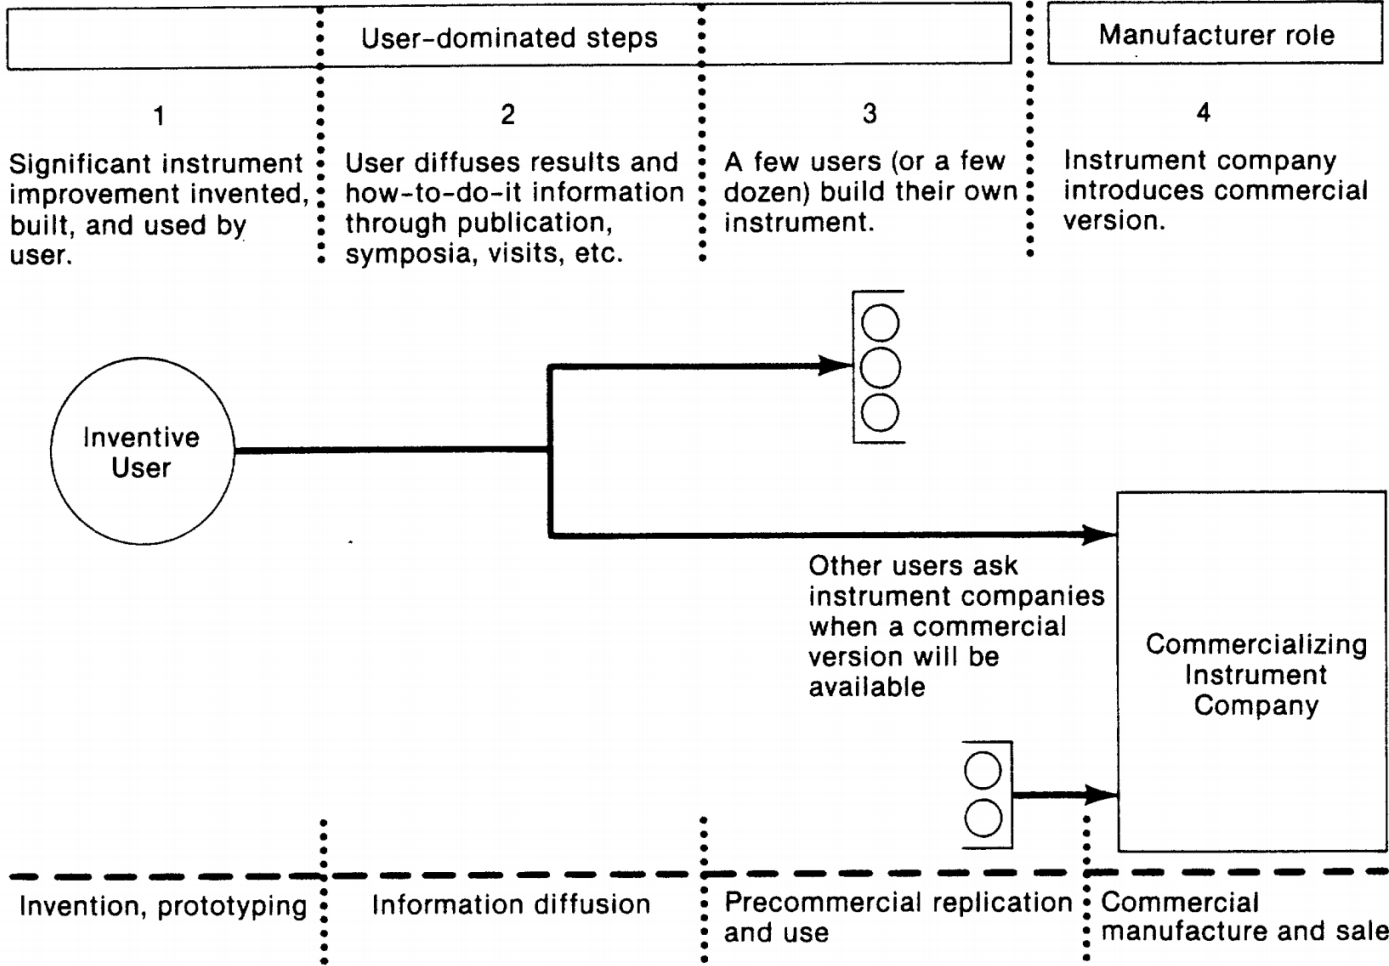 User-dominated steps
Manufacturer role
1
Significant instrument
improvement invented,
built, and used by
user.
2
User diffuses results and
how-to-do-it information
through publication,
symposia, visits, etc.
3
A few users (or a few
dozen) build their own
instrument.
4
Instrument company
introduces commercial
version.
Inventive
User
Other users ask
instrument companies
when a commercial
version will be
available
Commercializing
Instrument
Company
Invention, prototyping
Information diffusion
Precommercial replication
and use
Commercial
manufacture and sale